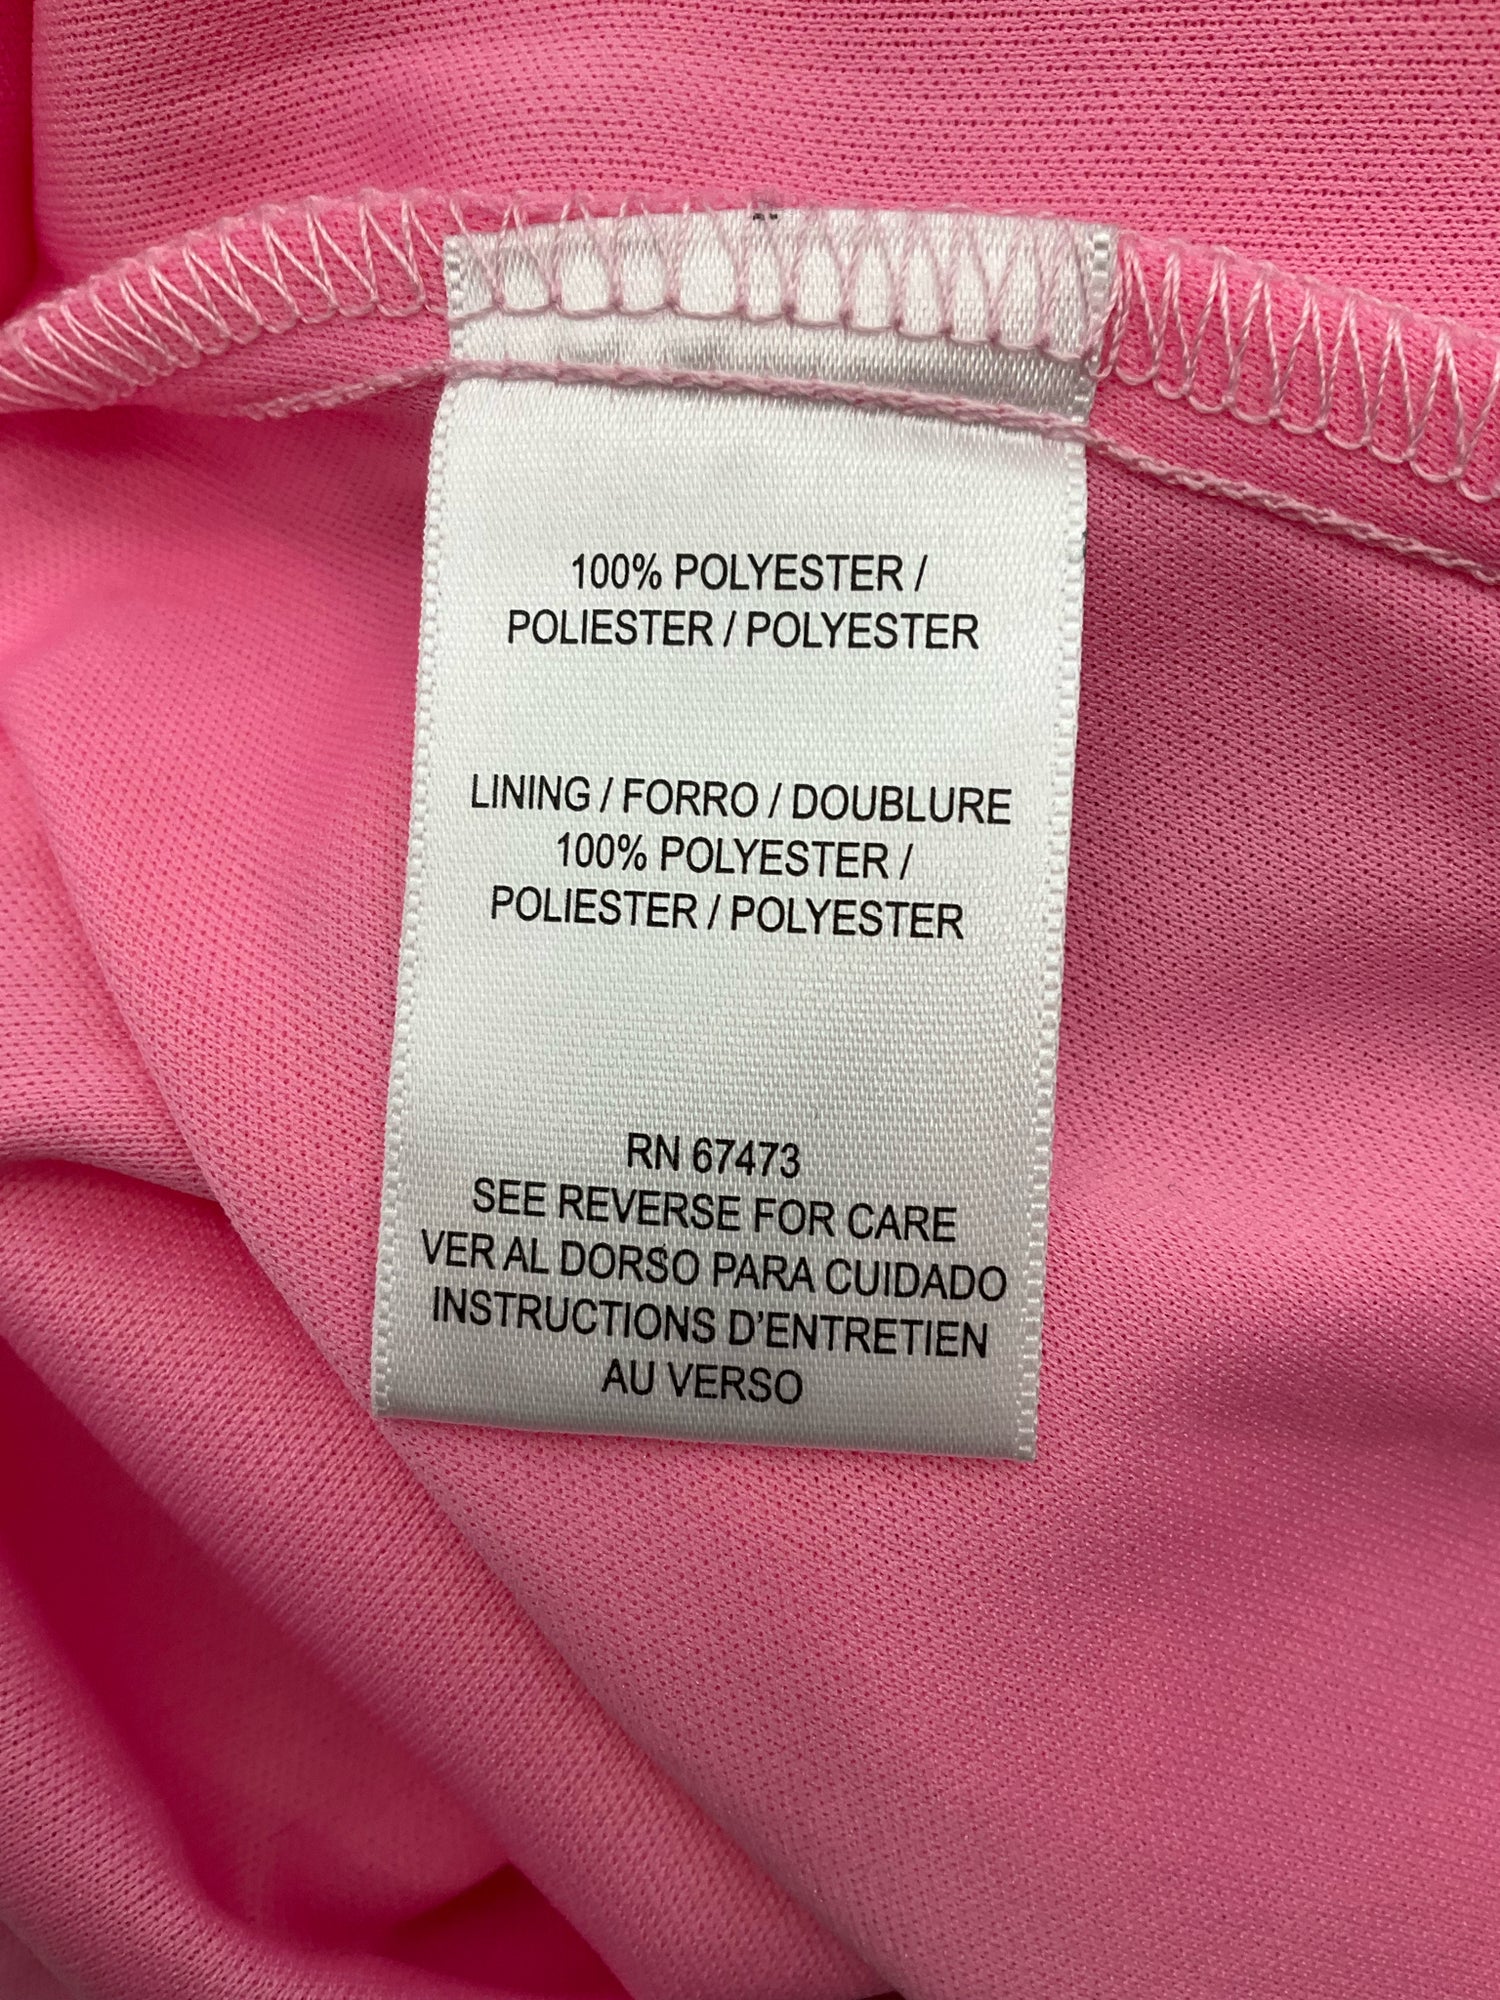 100% POLYESTER /
POLIESTER / POLYESTER
LINING / FORRO / DOUBLURE
100% POLYESTER /
POLIESTER / POLYESTER
RN 67473
SEE REVERSE FOR CARE
VER AL DORSO PARA CUIDADO
INSTRUCTIONS D'ENTRETIEN
AU VERSO